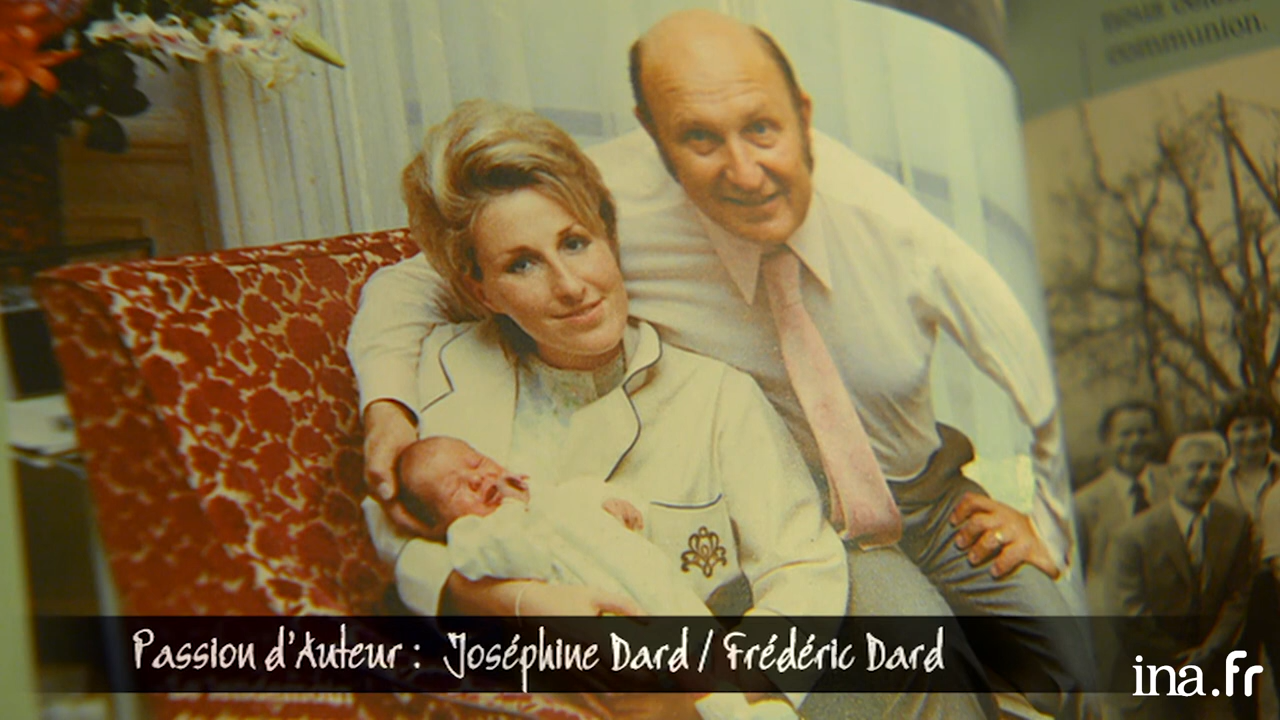 communion.
Passion d'Auteur : Joséphine Dard / Frédéric Dard
ina.fr